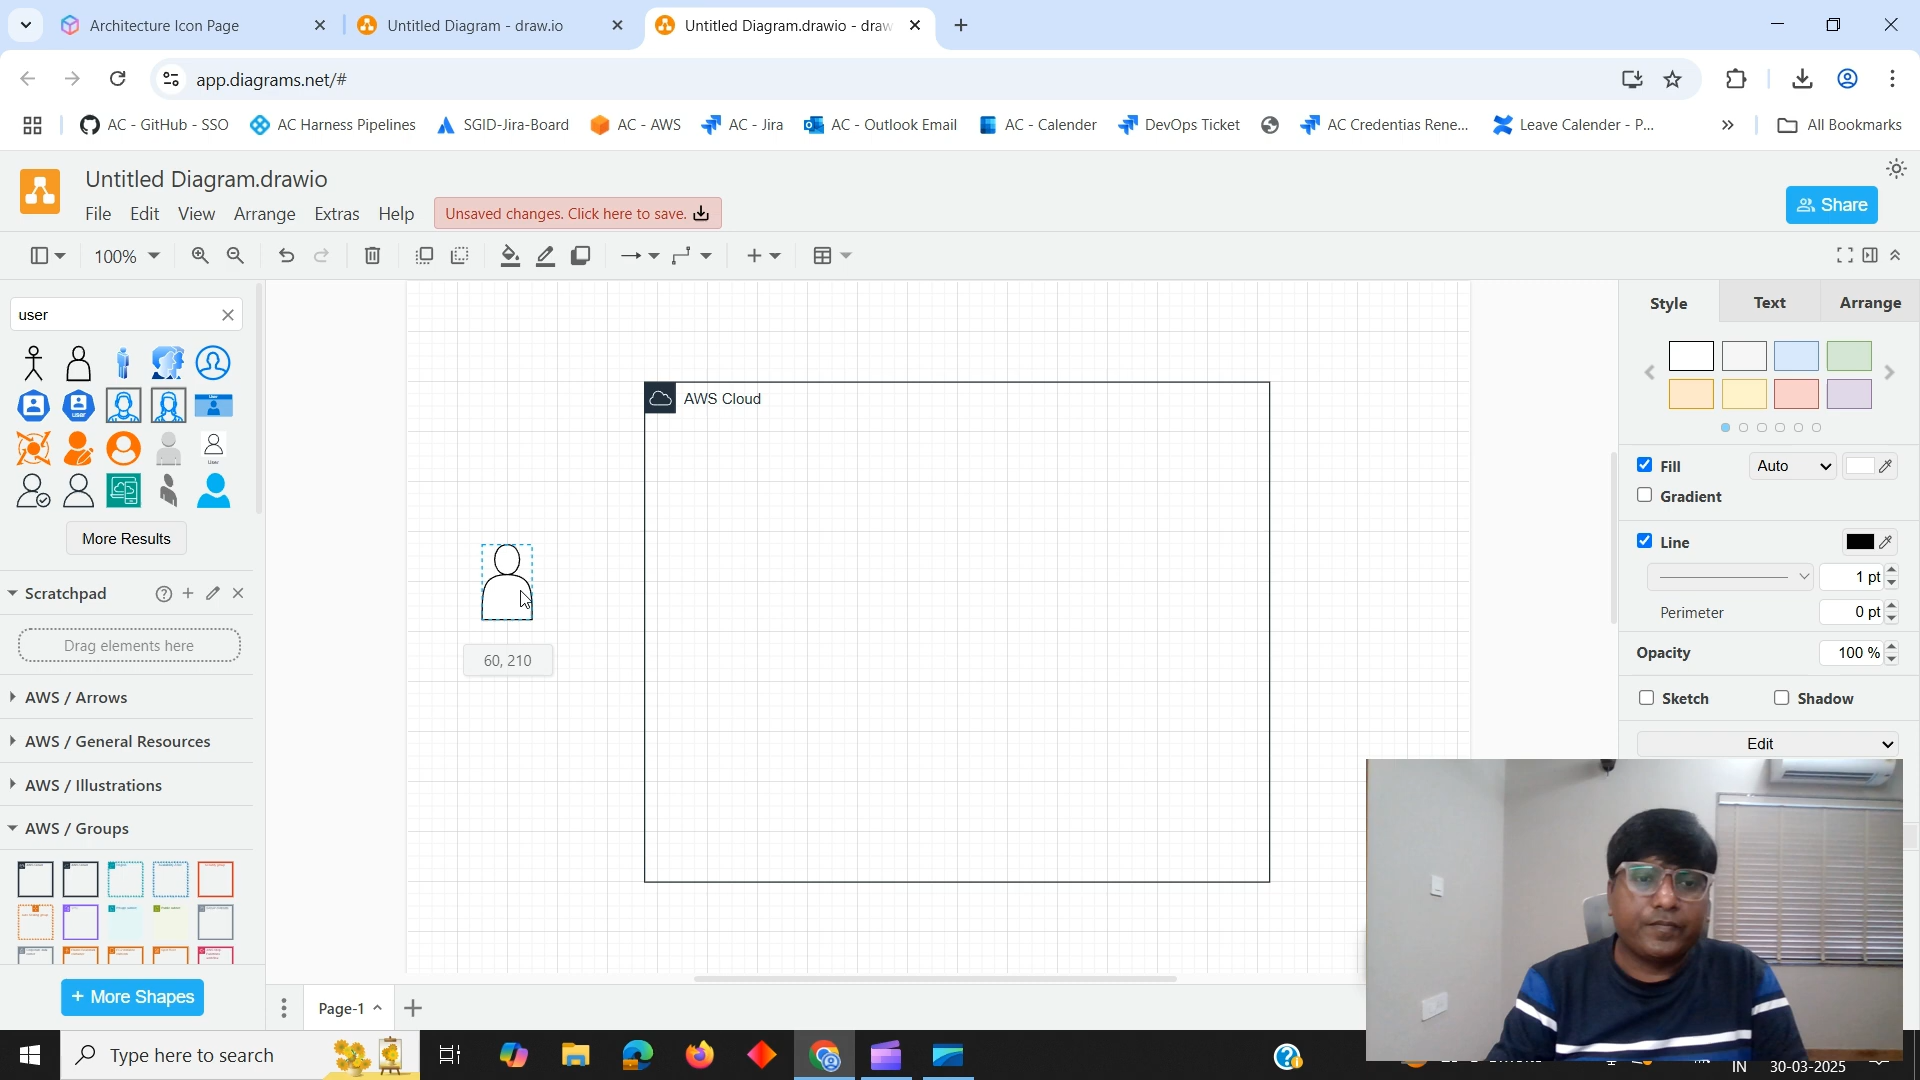 Architecture Icon Page
Untitled Diagram - draw.io
Untitled Diagram.drawio - draw
app.diagrams.net/#
AC - GitHub - SSO
AC Harness Pipelines
SGID-Jira-Board
AC - AWS
AC - Jira
AC - Outlook Email
AC - Calender
DevOps Ticket
AC Credentias Rene...
Leave Calender - P...
All Bookmarks
Untitled Diagram.drawio
File Edit View Arrange Extras Help
Unsaved changes. Click here to save.
Share
100%
user
More Results
Scratchpad
Drag elements here
AWS / Arrows
AWS / General Resources
AWS / Illustrations
AWS / Groups
+ More Shapes
AWS Cloud
60, 210
Page-1
Style Text Arrange
Fill Auto
Gradient
Line
1 pt
Perimeter 0 pt
Opacity 100 %
Sketch Shadow
Edit
Type here to search
IN 30-03-2025